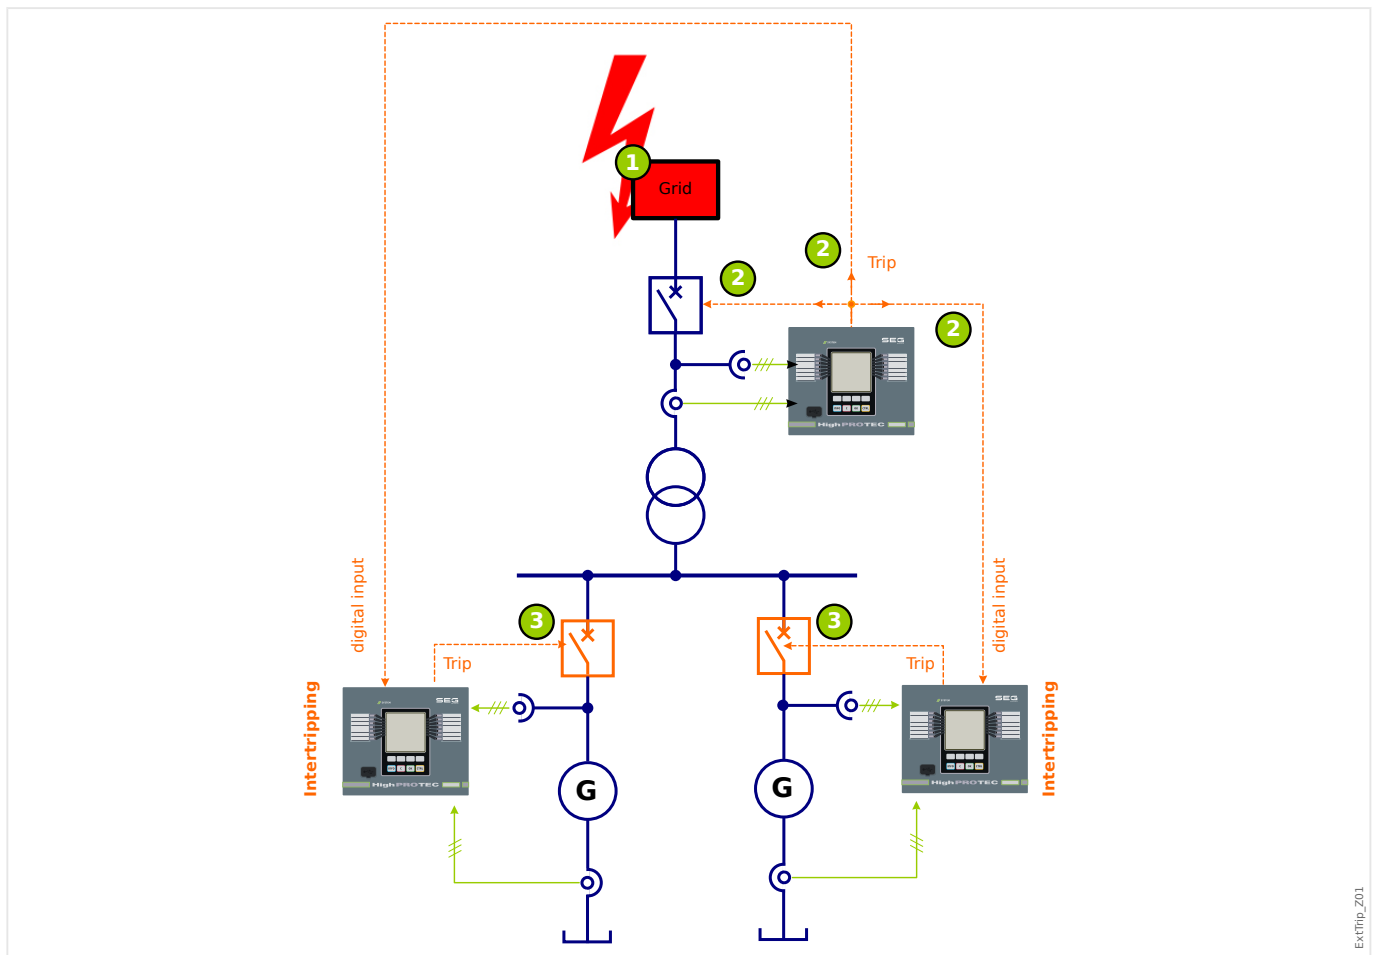 1
Grid
2
Trip
2
2
SEG
HighPROTEC
digital input
digital input
3
3
Trip
Trip
Intertripping
SEG
HighPROTEC
SEG
HighPROTEC
Intertripping
G
G
ExtTrip_Z01